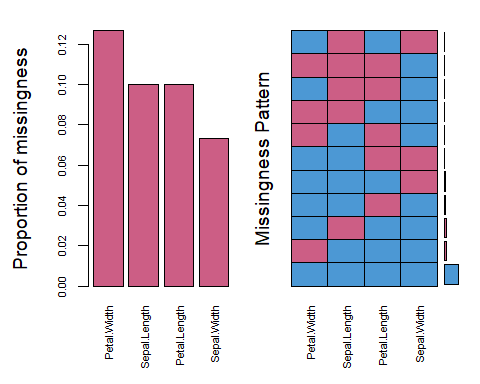 Proportion of missingness
0.12
0.10
0.08
0.06
0.04
0.02
0.00
Petal.Width
Sepal.Length
Petal.Length
Sepal.Width
Missingness Pattern
Petal.Width
Sepal.Length
Petal.Length
Sepal.Width